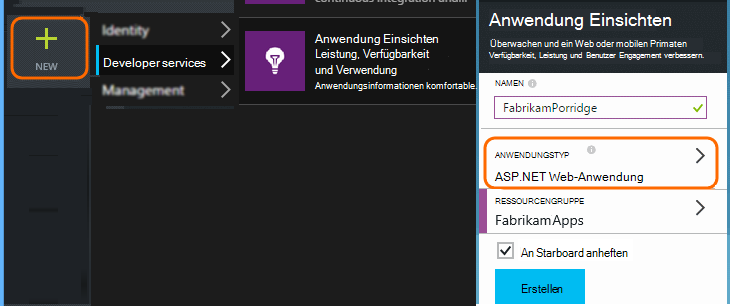 NEW
Identity
Developer services
Management
continuous integration and...
Anwendung Einsichten
Leistung, Verfügbarkeit
und Verwendung
Anwendungsinformationen komfortable.
Anwendung Einsichten
Überwachen und ein Web oder mobilen Primaten
Verfügbarkeit, Leistung und Benutzer Engagement verbessern.
NAMEN
FabrikamPorridge
ANWENDUNGSTYP
ASP.NET Web-Anwendung
RESSOURCENGRUPPE
FabrikamApps
An Starboard anheften
Erstellen